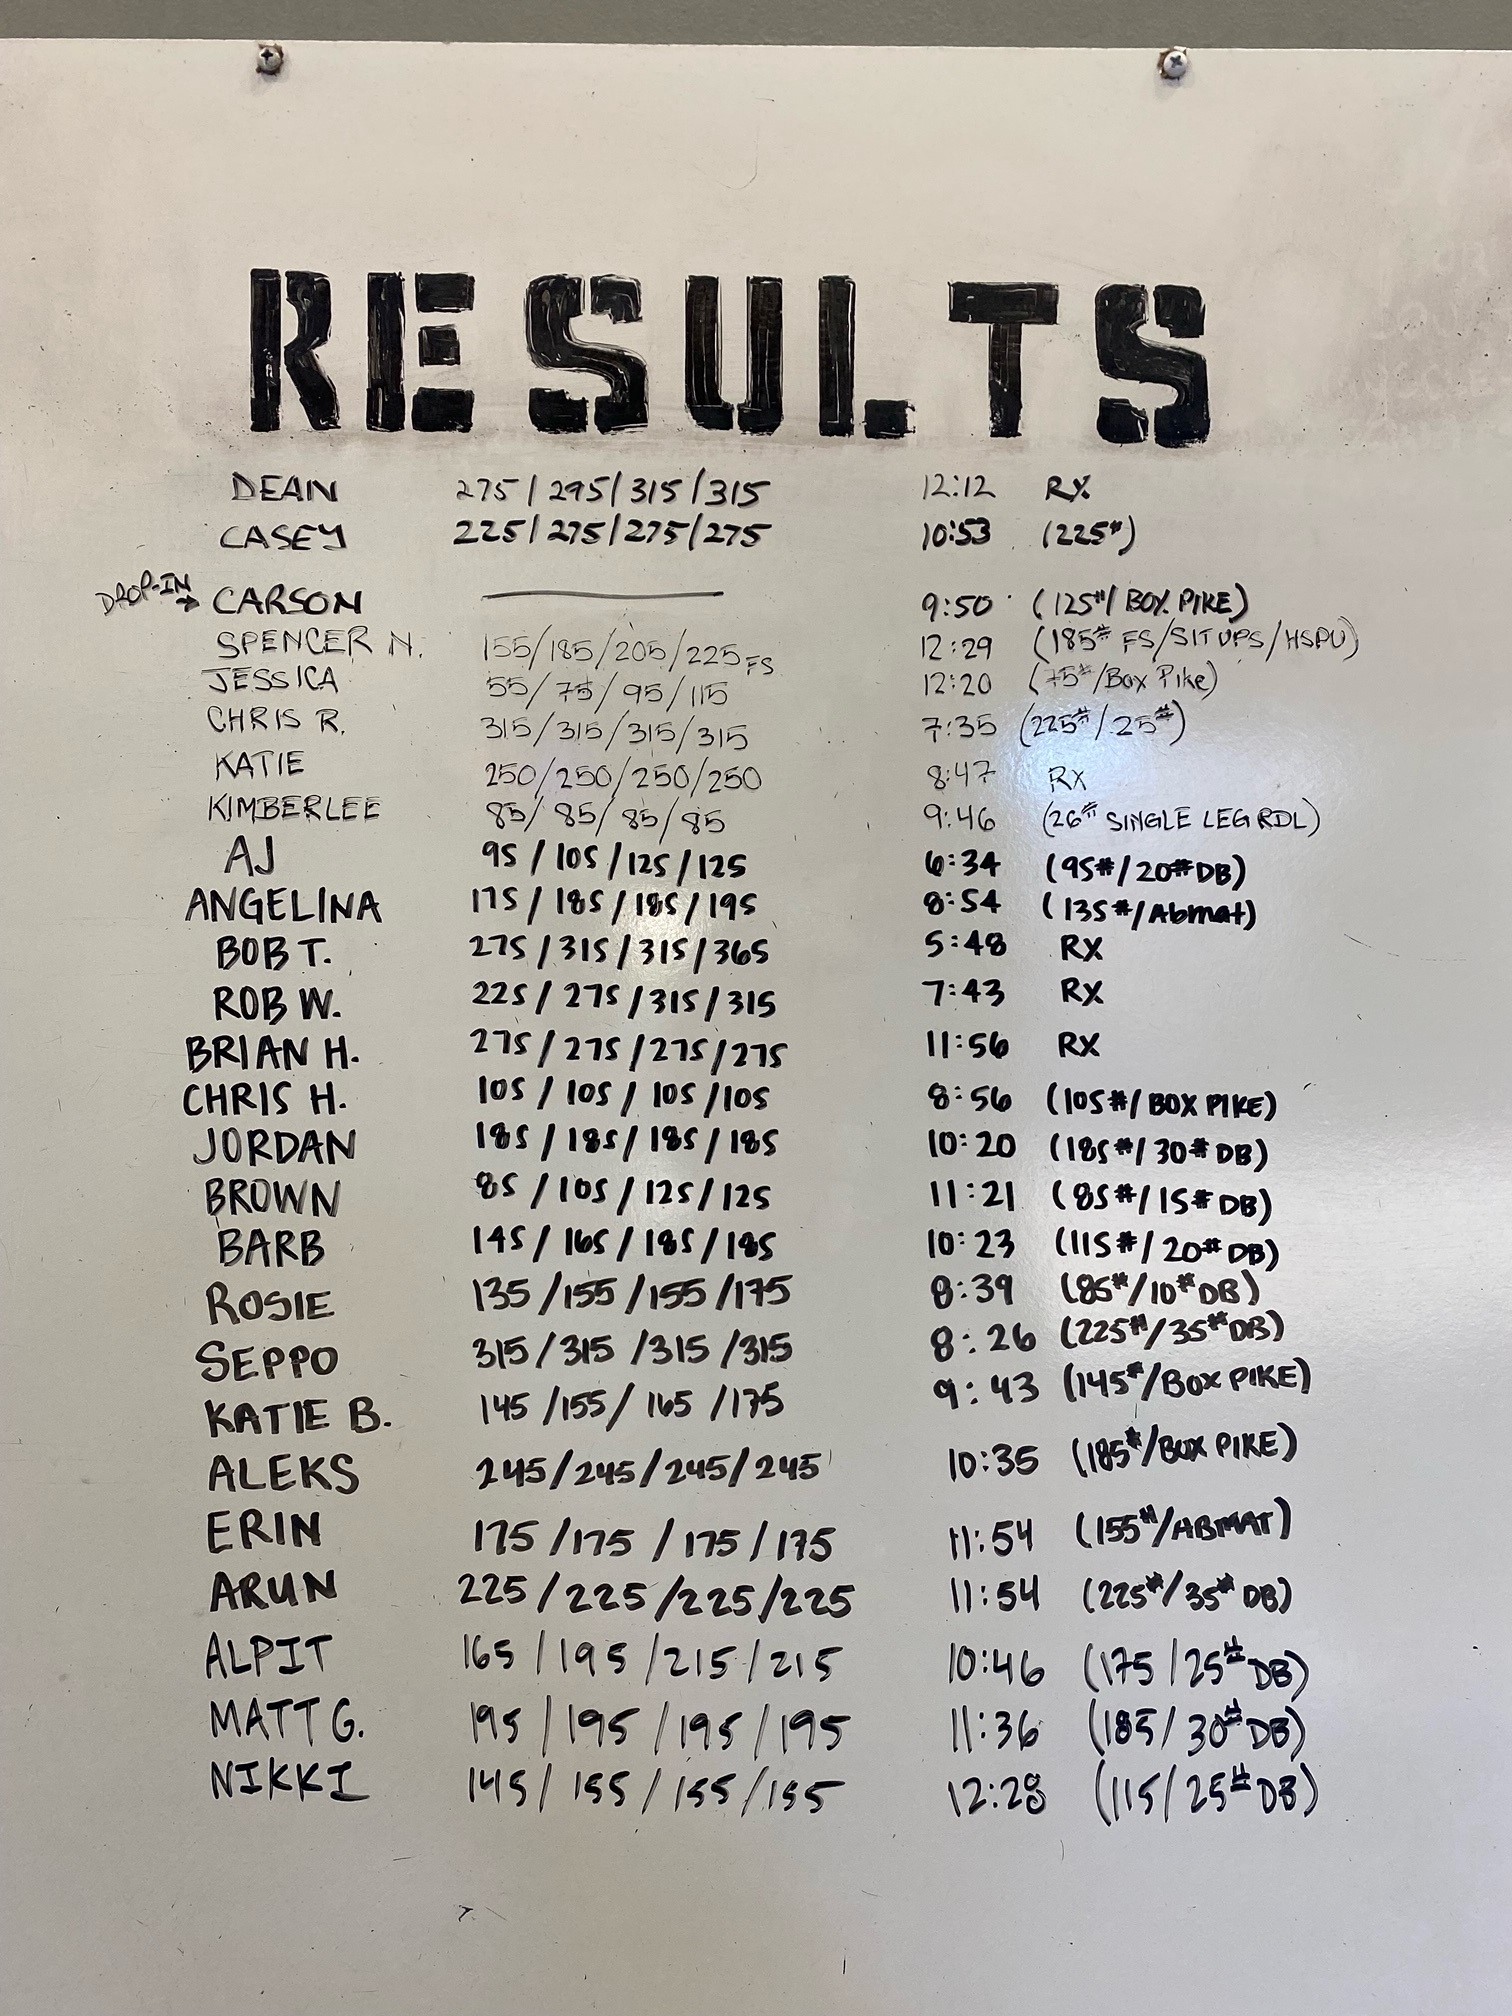 RESULTS
DEAN 275/295/315/315 12:12 RX
CASEY 225/275/275/275 10:53 (225#)
DROP-IN → CARSON ——— 9:50 (125#/BOX PIKE)
SPENCER N. 155/185/205/225 FS 12:29 (185# FS/SIT UPS/HSPU)
JESSICA 55/75/95/115 12:20 (75#/Box Pike)
CHRIS R. 315/315/315/315 7:35 (225#/25#)
KATIE 250/250/250/250 8:47 RX
KIMBERLEE 85/85/85/85 9:46 (26# SINGLE LEG RDL)
AJ 95/105/125/125 6:34 (95#/20# DB)
ANGELINA 175/185/185/195 8:54 (135#/Abmat)
BOB T. 275/315/315/365 5:48 RX
ROB W. 225/275/315/315 7:43 RX
BRIAN H. 275/275/275/275 11:56 RX
CHRIS H. 105/105/105/105 8:56 (105#/BOX PIKE)
JORDAN 185/185/185/185 10:20 (185#/30# DB)
BROWN 85/105/125/125 11:21 (85#/15# DB)
BARB 145/165/185/185 10:23 (115#/20# DB)
ROSIE 135/155/155/175 8:39 (85#/10# DB)
SEPPO 315/315/315/315 8:26 (225#/35# DB)
KATIE B. 145/155/165/175 9:43 (145#/BOX PIKE)
ALEKS 245/245/245/245 10:35 (185#/BOX PIKE)
ERIN 175/175/175/175 11:54 (155#/ABMAT)
ARUN 225/225/225/225 11:54 (225#/35# DB)
ALPIT 165/195/215/215 10:46 (175/25# DB)
MATT G. 195/195/195/195 11:36 (185/30# DB)
NIKKI 145/155/155/155 12:28 (115/25# DB)